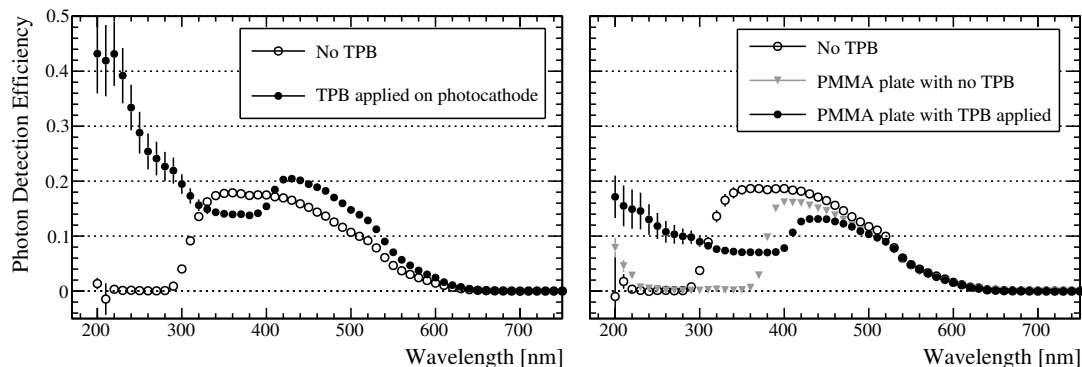 Photon Detection Efficiency
0.5
0.4
0.3
0.2
0.1
0
No TPB
TPB applied on photocathode
200 300 400 500 600 700
Wavelength [nm]
No TPB
PMMA plate with no TPB
PMMA plate with TPB applied
200 300 400 500 600 700
Wavelength [nm]